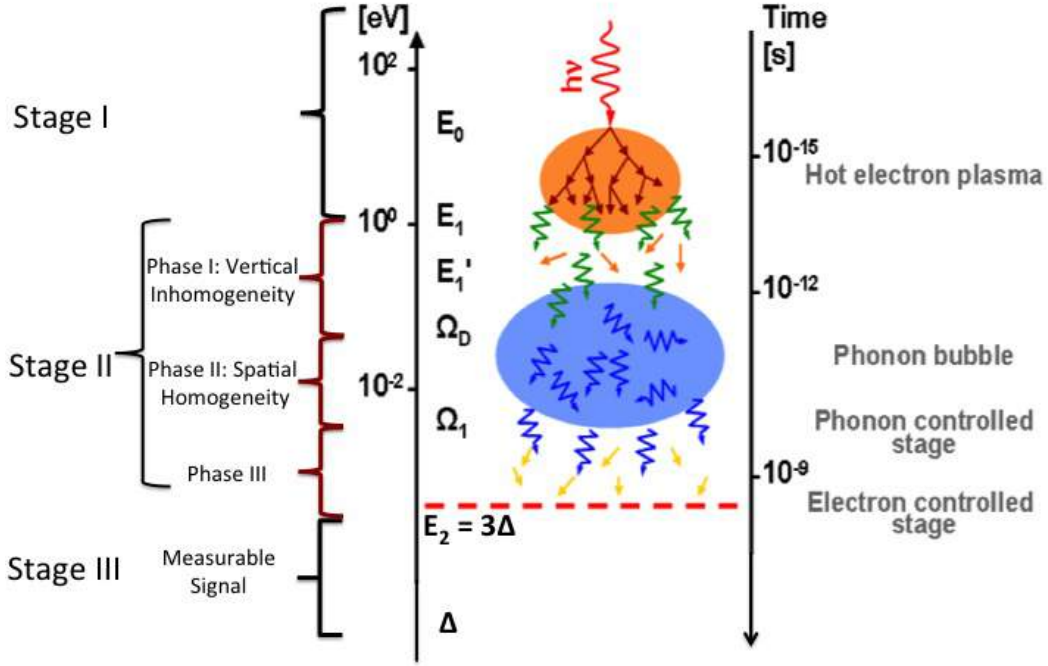 [eV]
Time
[s]
10²
hν
Stage I
E₀
10⁻¹⁵
Hot electron plasma
10⁰
E₁
Phase I: Vertical
Inhomogeneity
E₁'
10⁻¹²
Ω_D
Stage II
Phase II: Spatial
Homogeneity
Phonon bubble
10⁻²
Ω₁
Phonon controlled
stage
Phase III
10⁻⁹
Electron controlled
stage
E₂ = 3Δ
Stage III
Measurable
Signal
Δ